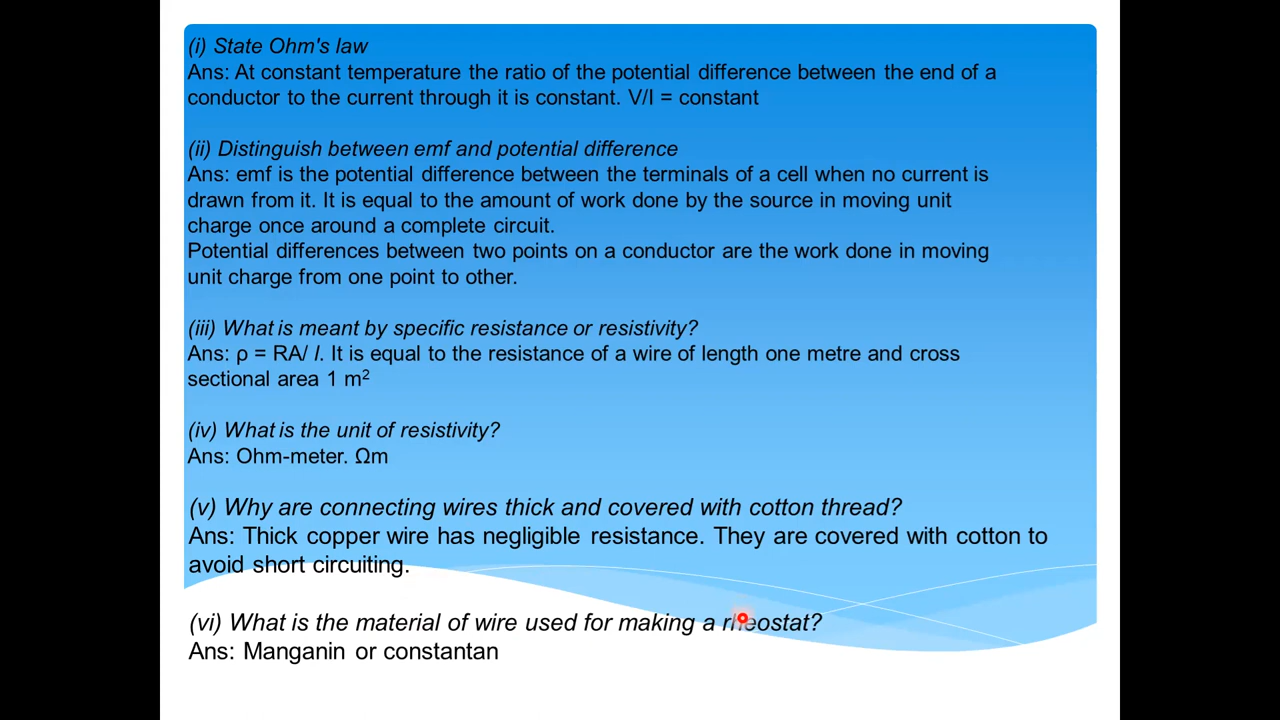 (i) State Ohm's law
Ans: At constant temperature the ratio of the potential difference between the end of a
conductor to the current through it is constant. V/I = constant
(ii) Distinguish between emf and potential difference
Ans: emf is the potential difference between the terminals of a cell when no current is
drawn from it. It is equal to the amount of work done by the source in moving unit
charge once around a complete circuit.
Potential differences between two points on a conductor are the work done in moving
unit charge from one point to other.
(iii) What is meant by specific resistance or resistivity?
Ans: ρ = RA/ l. It is equal to the resistance of a wire of length one metre and cross
sectional area 1 m²
(iv) What is the unit of resistivity?
Ans: Ohm-meter. Ωm
(v) Why are connecting wires thick and covered with cotton thread?
Ans: Thick copper wire has negligible resistance. They are covered with cotton to
avoid short circuiting.
(vi) What is the material of wire used for making a rheostat?
Ans: Manganin or constantan